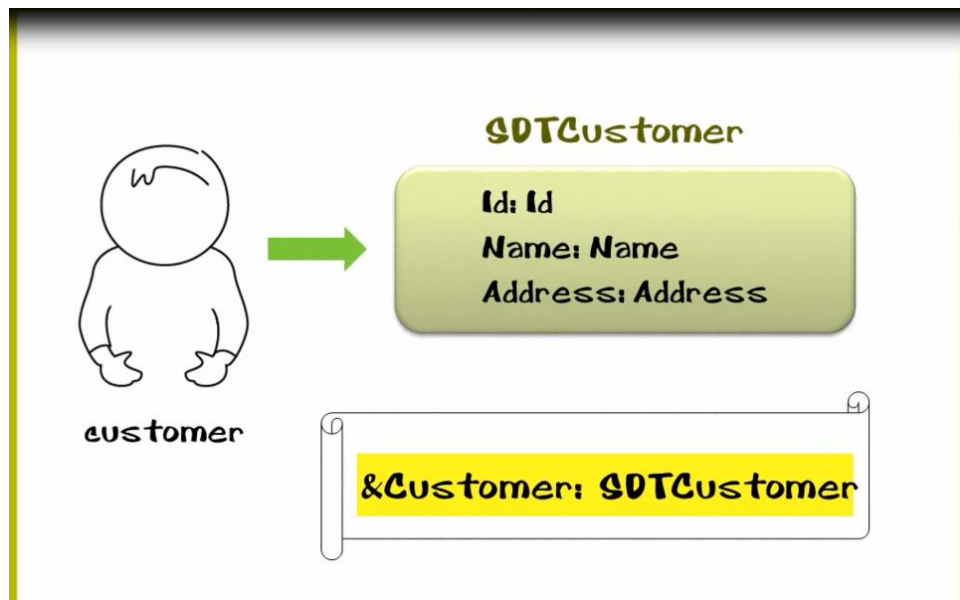 SDTCustomer
Id: Id
Name: Name
Address: Address
customer
&Customer: SDTCustomer